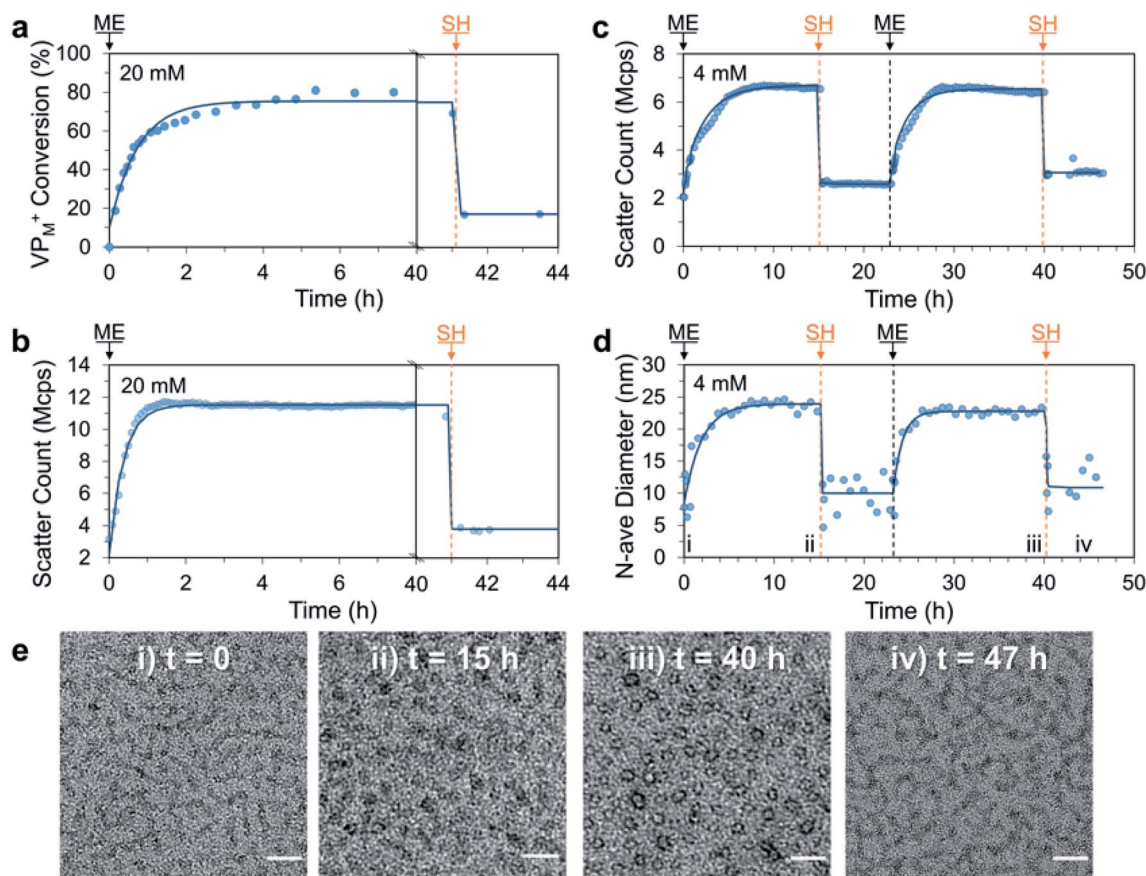 a
ME
SH
20 mM
VP_M^+ Conversion (%)
100
80
60
40
20
0
0 2 4 6 40 42 44
Time (h)
c
ME SH ME SH
4 mM
Scatter Count (Mcps)
8
6
4
2
0
0 10 20 30 40 50
Time (h)
b
ME
SH
20 mM
Scatter Count (Mcps)
14
12
10
8
6
4
2
0 2 4 6 40 42 44
Time (h)
d
ME SH ME SH
4 mM
N-ave Diameter (nm)
30
25
20
15
10
5
0
i ii iii iv
0 10 20 30 40 50
Time (h)
e
i) t = 0
ii) t = 15 h
iii) t = 40 h
iv) t = 47 h